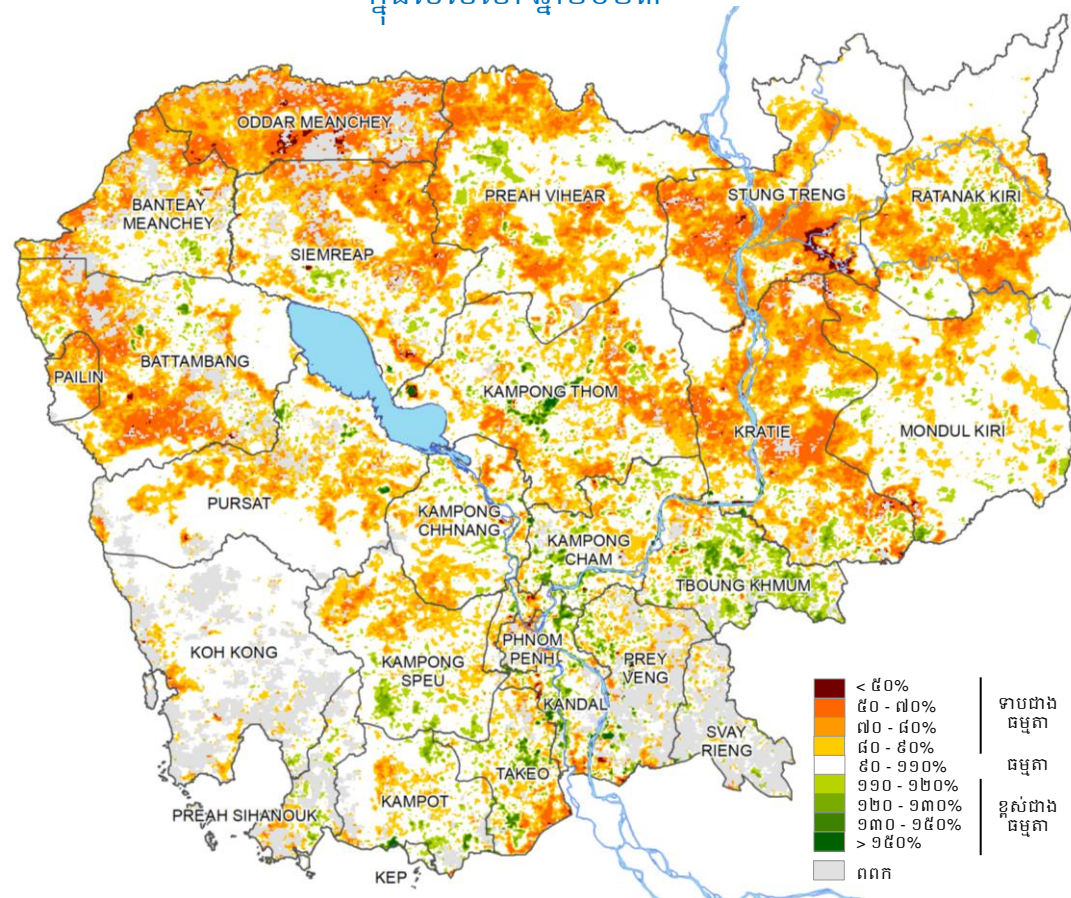 ODDAR MEANCHEY
PREAH VIHEAR
STUNG TRENG
RATANAK KIRI
BANTEAY
MEANCHEY
SIEMREAP
BATTAMBANG
PAILIN
KAMPONG THOM
KRATIE
MONDUL KIRI
PURSAT
KAMPONG
CHHNANG
KAMPONG
CHAM
TBOUNG KHMUM
KOH KONG
PHNOM
PENH
KAMPONG
SPEU
PREY
VENG
KANDAL
SVAY
RIENG
TAKEO
KAMPOT
PREAH SIHANOUK
KEP
< ៥០%
៥០ - ៧០%
៧០ - ៨០%
៨០ - ៩០%
ទាបជាង
ធម្មតា
៩០ - ១១០%
ធម្មតា
១១០ - ១២០%
១២០ - ១៣០%
១៣០ - ១៥០%
> ១៥០%
ខ្ពស់ជាង
ធម្មតា
ពពក